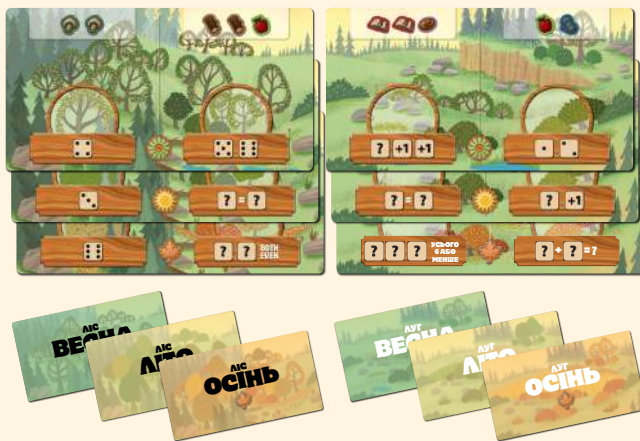 ? +1 +1
? = ?
? = ?
? +1
? ? BOTH
EVEN
? ? ? УСЬОГО
6 АБО
МЕНШЕ
? + ? = ?
ЛІС
ВЕСНА
ЛІС
ЛІТО
ЛІС
ОСІНЬ
ЛУГ
ВЕСНА
ЛУГ
ЛІТО
ЛУГ
ОСІНЬ